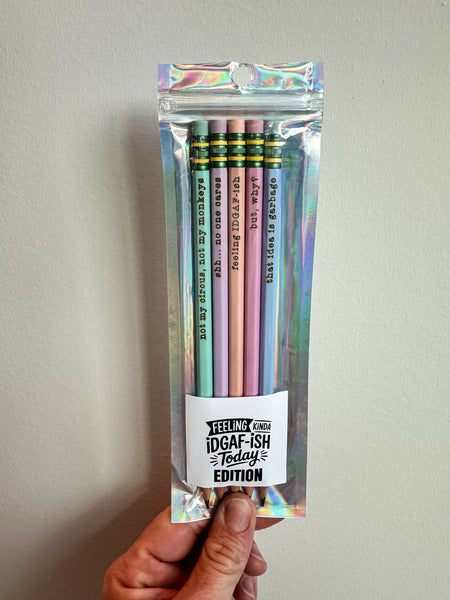 not my circus, not my monkeys
shh... no one cares
feeling IDGAF-ish
but, why?
that idea is garbage
FEELiNG KINDA
iDGAF-iSH
Today
EDITION